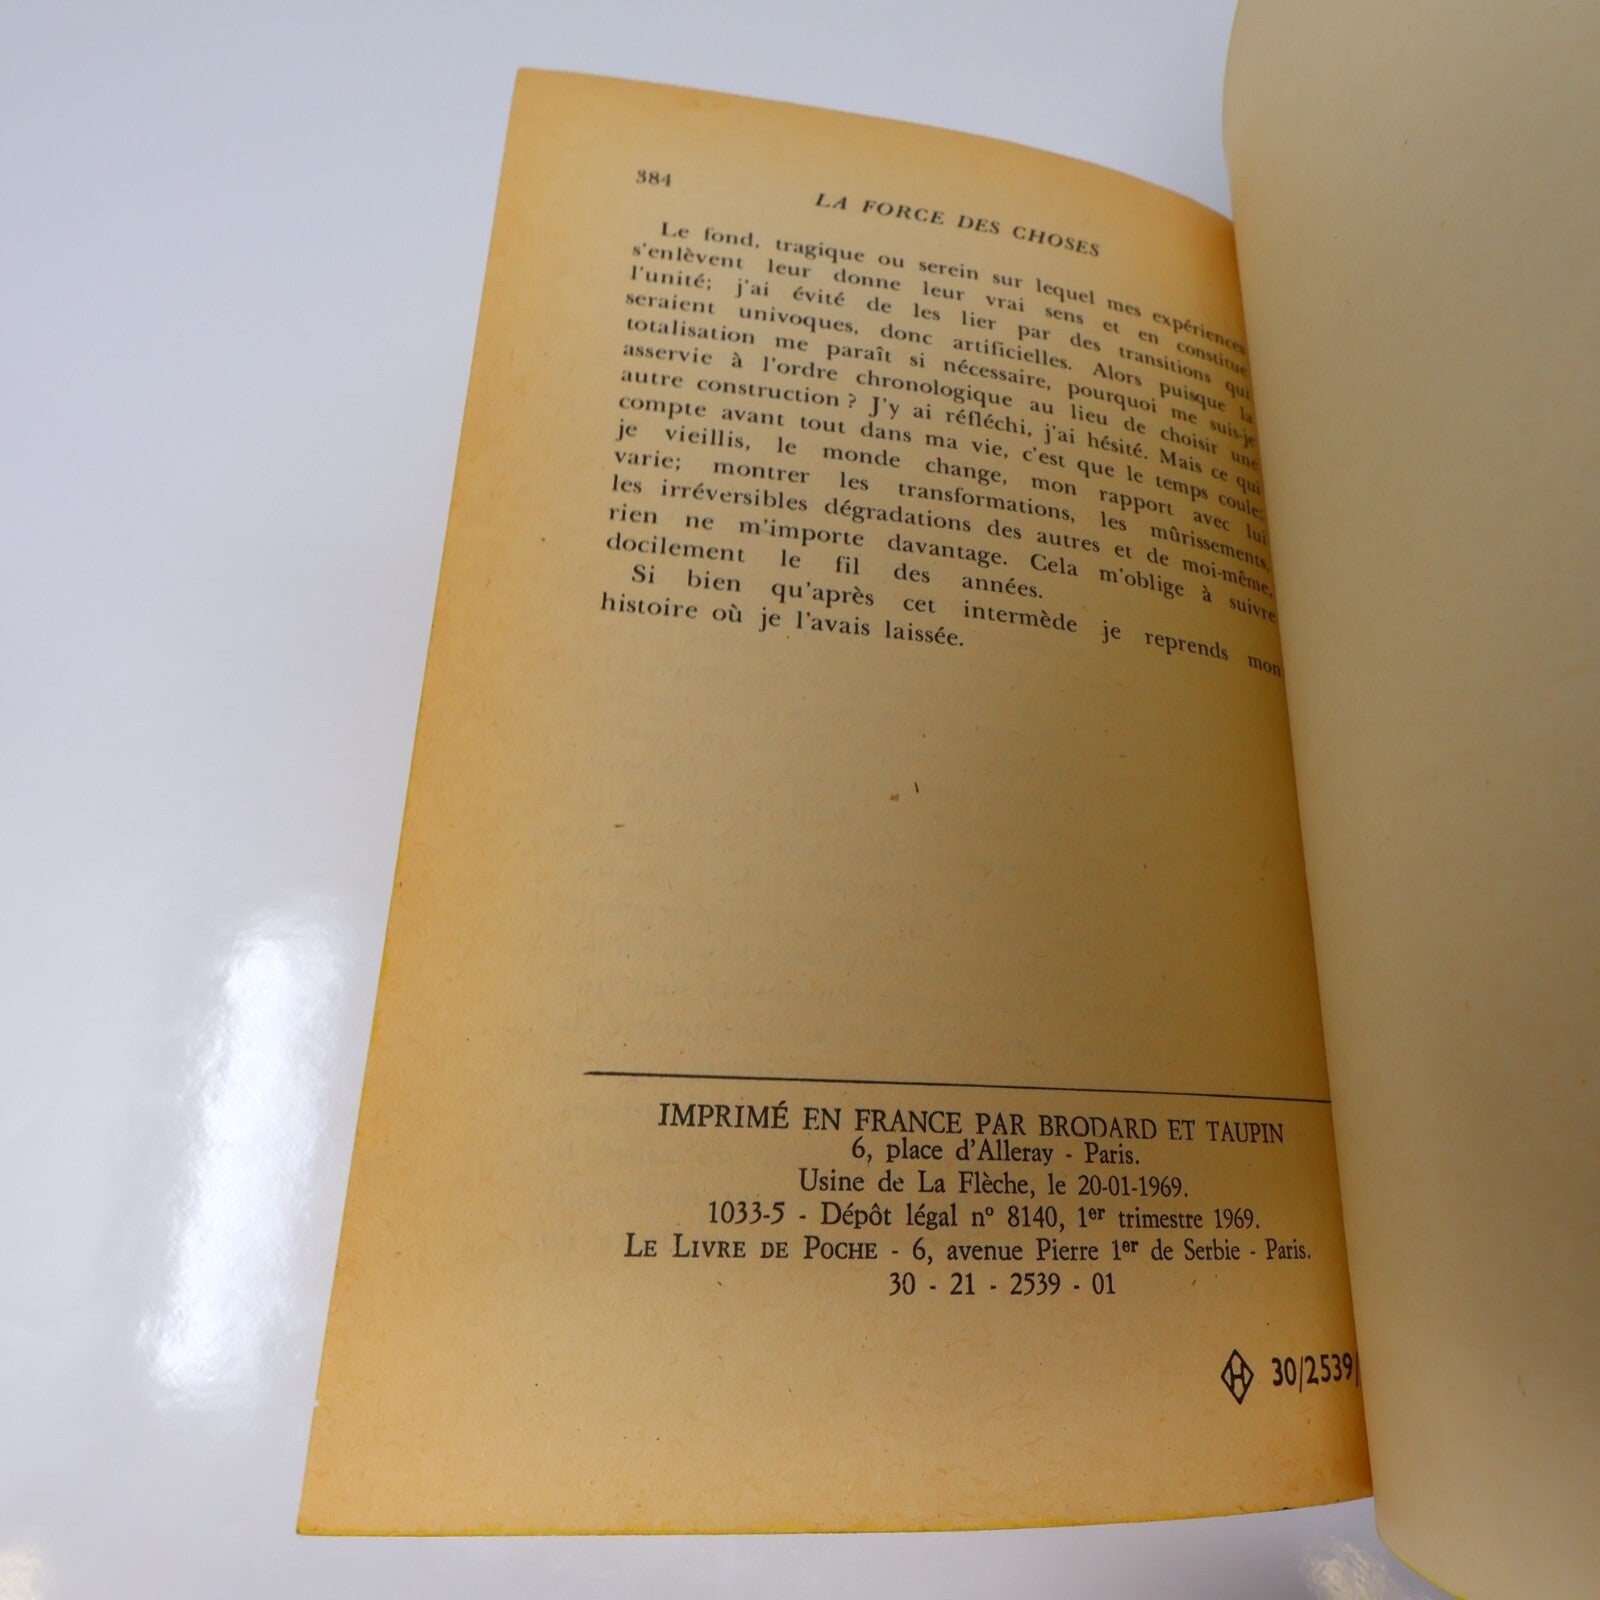 384
LA FORCE DES CHOSES
Le fond, tragique ou serein sur lequel mes expériences
s'enlèvent leur donne leur vrai sens et en constitue
l'unité; j'ai évité de les lier par des transitions qui
seraient univoques, donc artificielles. Alors puisque la
totalisation me paraît si nécessaire, pourquoi me suis-je
asservie à l'ordre chronologique au lieu de choisir une
autre construction ? J'y ai réfléchi, j'ai hésité. Mais ce qui
compte avant tout dans ma vie, c'est que le temps coule;
je vieillis, le monde change, mon rapport avec lui
varie; montrer les transformations, les mûrissements,
les irréversibles dégradations des autres et de moi-même,
rien ne m'importe davantage. Cela m'oblige à suivre
docilement le fil des années.
Si bien qu'après cet intermède je reprends mon
histoire où je l'avais laissée.
IMPRIMÉ EN FRANCE PAR BRODARD ET TAUPIN
6, place d'Alleray - Paris.
Usine de La Flèche, le 20-01-1969.
1033-5 - Dépôt légal nº 8140, 1er trimestre 1969.
LE LIVRE DE POCHE - 6, avenue Pierre 1er de Serbie - Paris.
30 - 21 - 2539 - 01
H 30/2539/